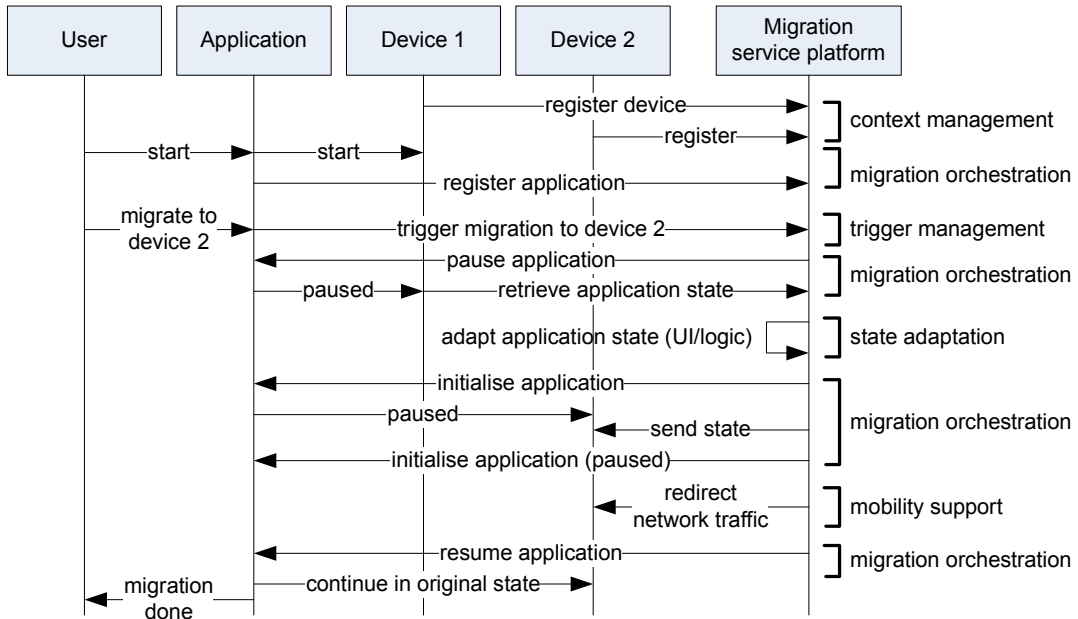 User
Application
Device 1
Device 2
Migration
service platform
register device
register
context management
start
start
register application
migration orchestration
migrate to
device 2
trigger migration to device 2
trigger management
pause application
paused
retrieve application state
migration orchestration
adapt application state (UI/logic)
state adaptation
initialise application
paused
send state
initialise application (paused)
migration orchestration
redirect
network traffic
mobility support
resume application
migration orchestration
continue in original state
migration
done